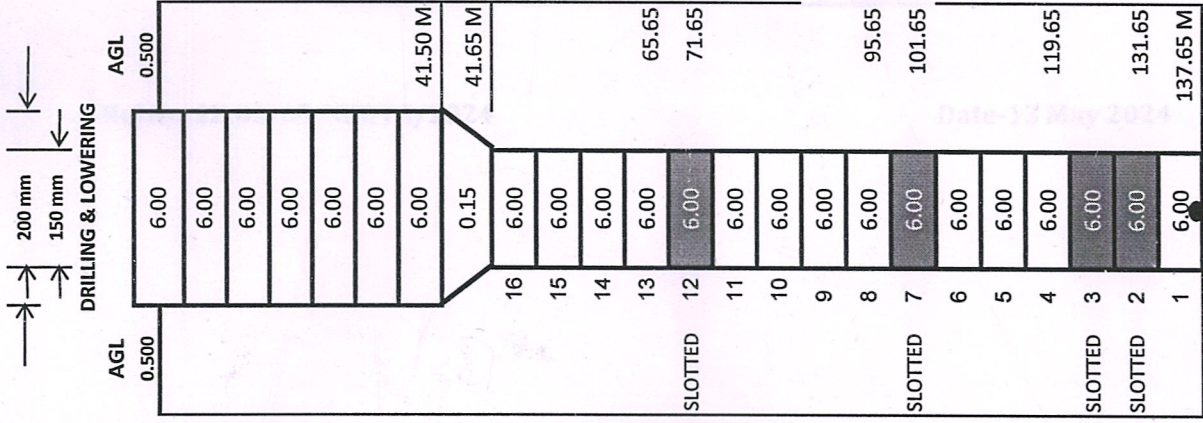 200 mm
150 mm
DRILLING & LOWERING
AGL AGL
0.500 0.500
6.00
6.00
6.00
6.00
6.00
6.00
6.00 41.50 M
0.15 41.65 M
16 6.00
15 6.00
14 6.00
13 6.00 65.65
SLOTTED 12 6.00 71.65
11 6.00
10 6.00
9 6.00
8 6.00 95.65
SLOTTED 7 6.00 101.65
6 6.00
5 6.00
4 6.00 119.65
SLOTTED 3 6.00
SLOTTED 2 6.00 131.65
1 6.00 137.65 M
Date-13 May 2024